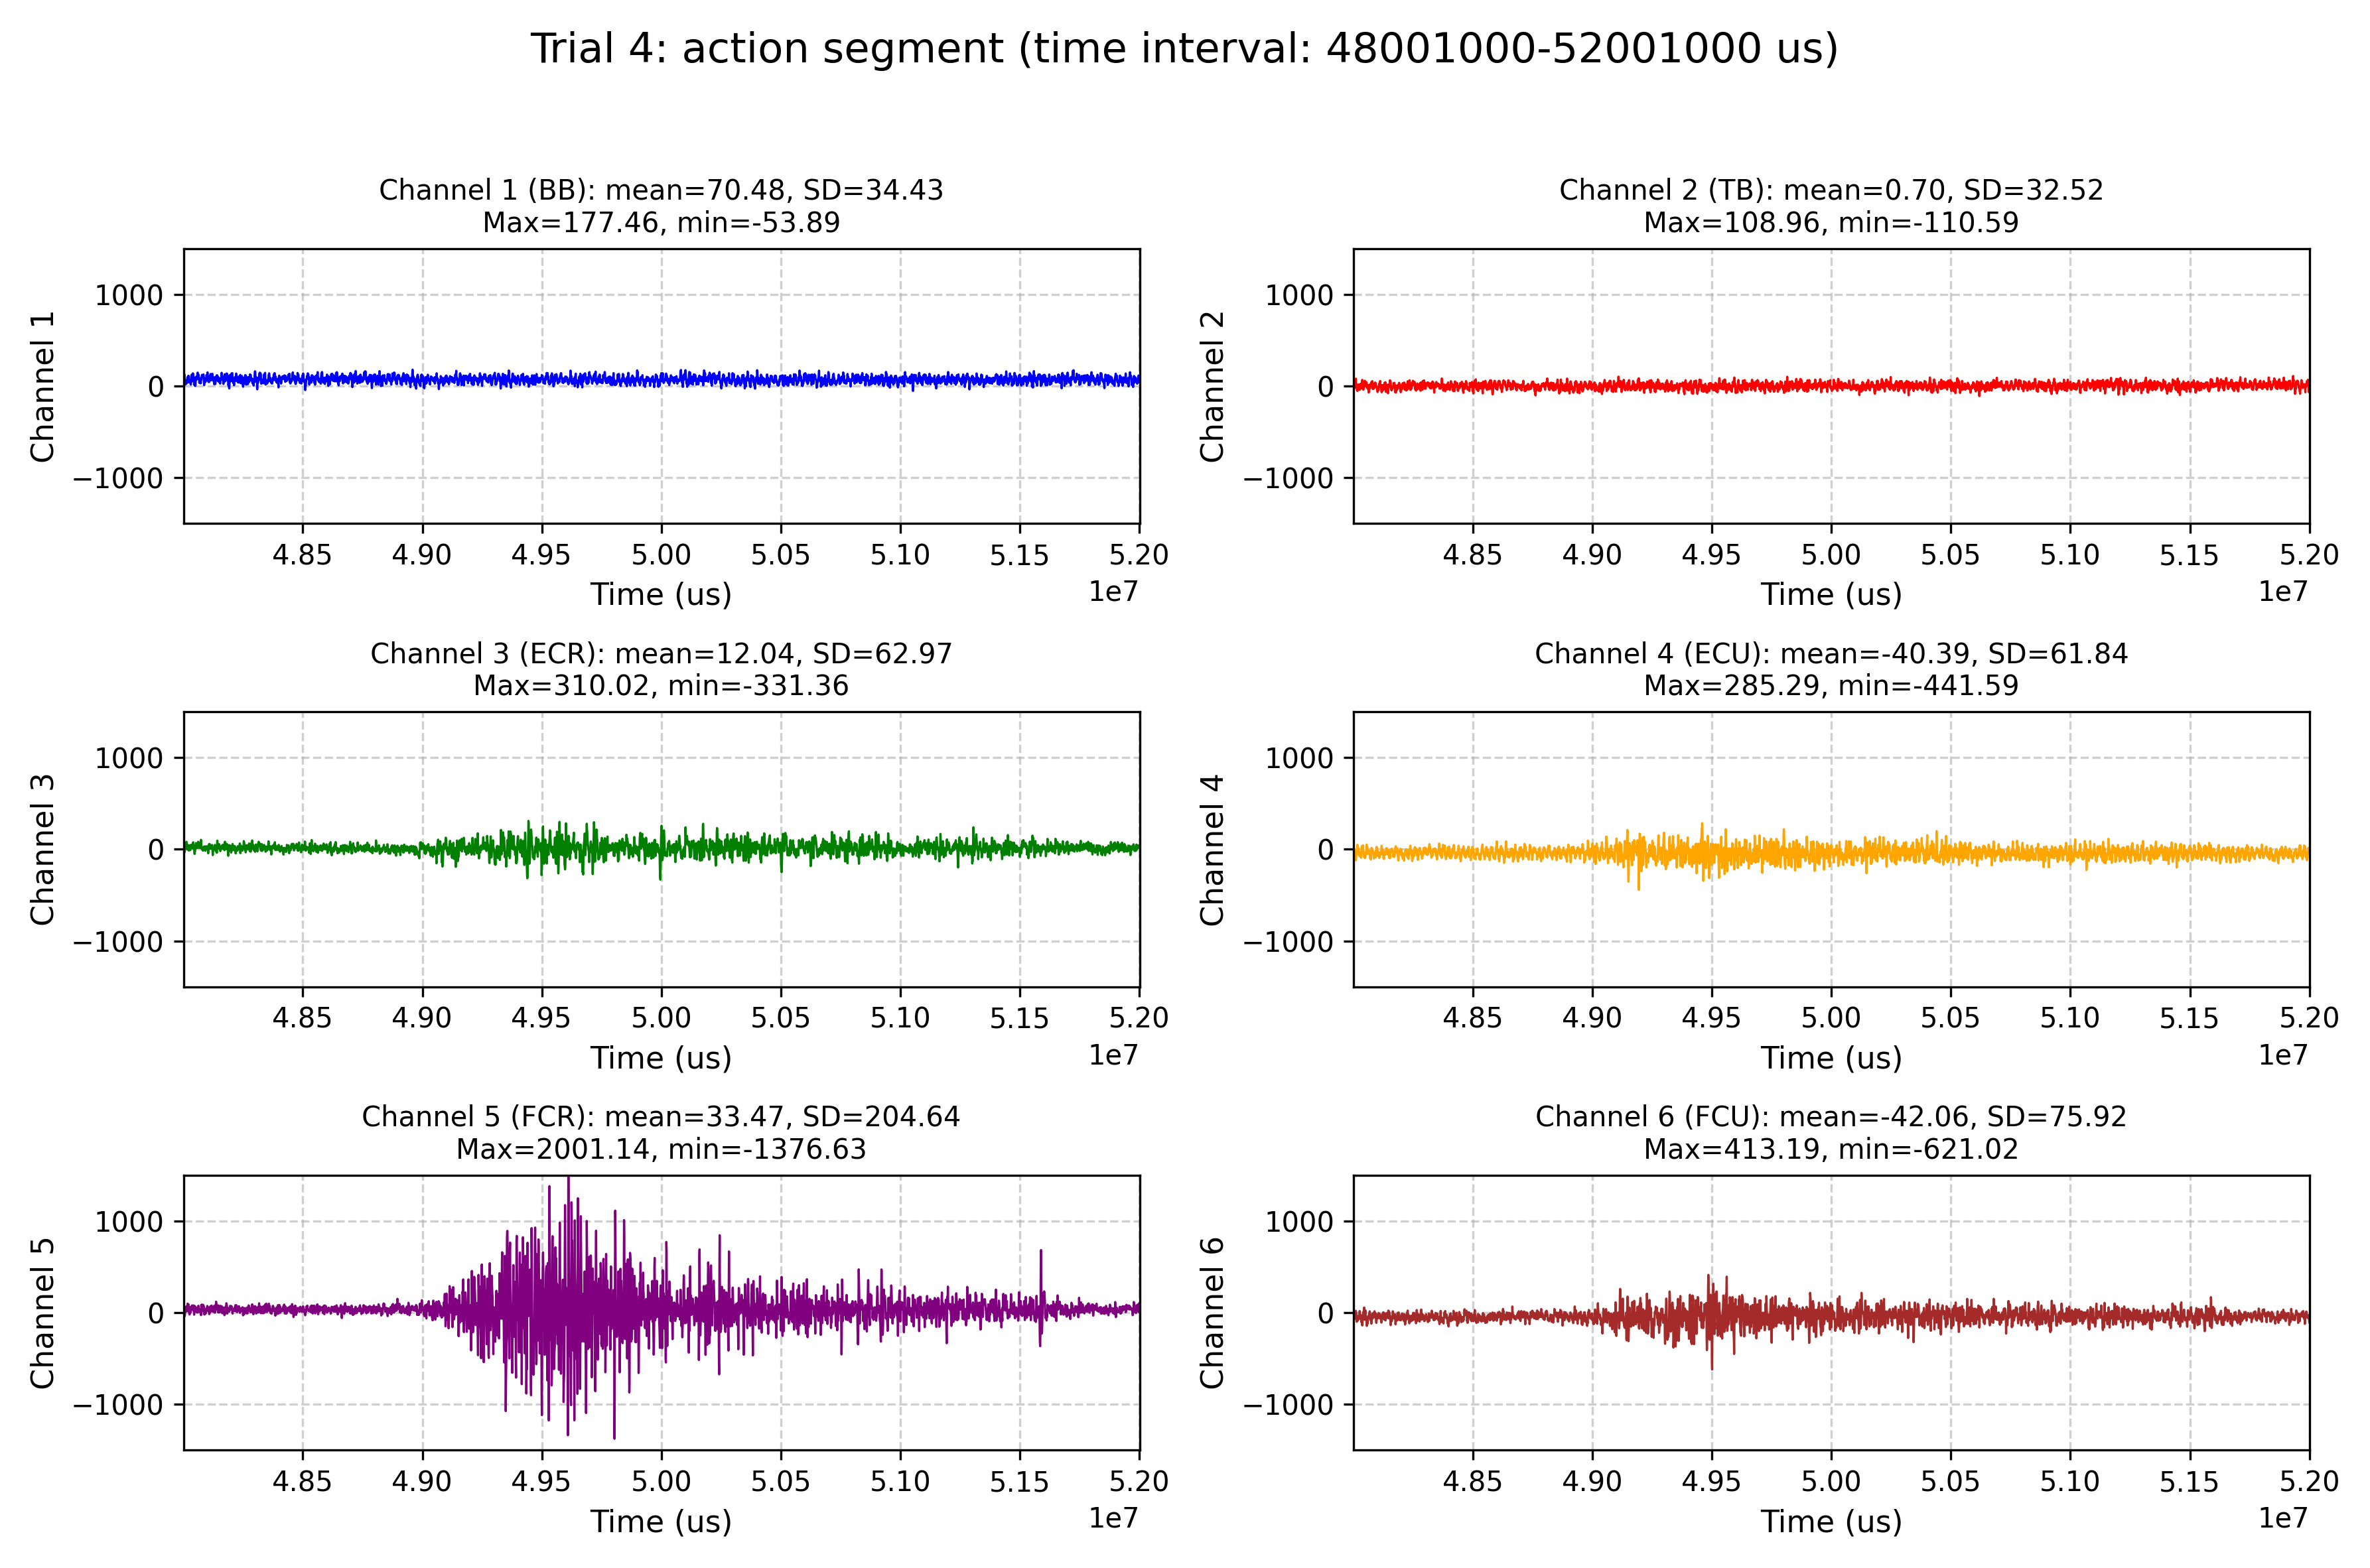 Trial 4: action segment (time interval: 48001000-52001000 us)
Channel 1 (BB): mean=70.48, SD=34.43
Max=177.46, min=-53.89
Channel 1
1000
0
−1000
4.85 4.90 4.95 5.00 5.05 5.10 5.15 5.20
Time (us)
1e7
Channel 2 (TB): mean=0.70, SD=32.52
Max=108.96, min=-110.59
Channel 2
1000
0
−1000
4.85 4.90 4.95 5.00 5.05 5.10 5.15 5.20
Time (us)
1e7
Channel 3 (ECR): mean=12.04, SD=62.97
Max=310.02, min=-331.36
Channel 3
1000
0
−1000
4.85 4.90 4.95 5.00 5.05 5.10 5.15 5.20
Time (us)
1e7
Channel 4 (ECU): mean=-40.39, SD=61.84
Max=285.29, min=-441.59
Channel 4
1000
0
−1000
4.85 4.90 4.95 5.00 5.05 5.10 5.15 5.20
Time (us)
1e7
Channel 5 (FCR): mean=33.47, SD=204.64
Max=2001.14, min=-1376.63
Channel 5
1000
0
−1000
4.85 4.90 4.95 5.00 5.05 5.10 5.15 5.20
Time (us)
1e7
Channel 6 (FCU): mean=-42.06, SD=75.92
Max=413.19, min=-621.02
Channel 6
1000
0
−1000
4.85 4.90 4.95 5.00 5.05 5.10 5.15 5.20
Time (us)
1e7